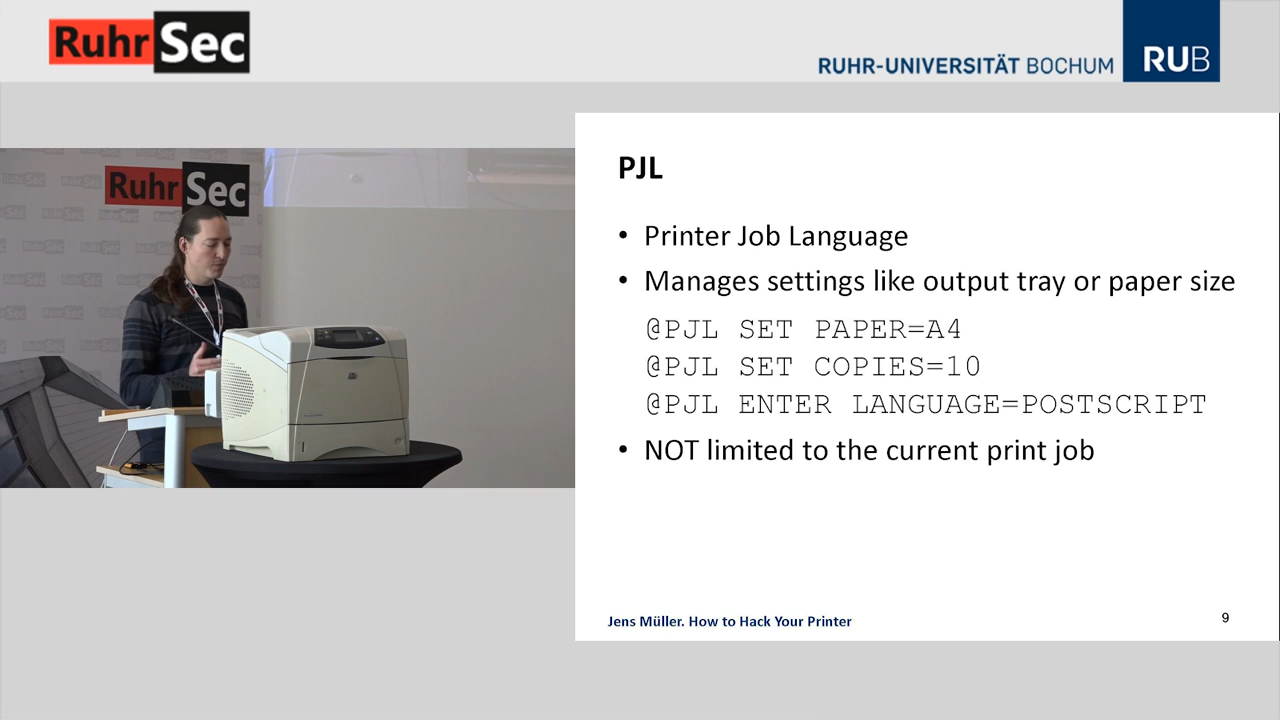 RuhrSec
RUHR-UNIVERSITÄT BOCHUM
RUB
RuhrSec
PJL
• Printer Job Language
• Manages settings like output tray or paper size
@PJL SET PAPER=A4
@PJL SET COPIES=10
@PJL ENTER LANGUAGE=POSTSCRIPT
• NOT limited to the current print job
Jens Müller. How to Hack Your Printer
9